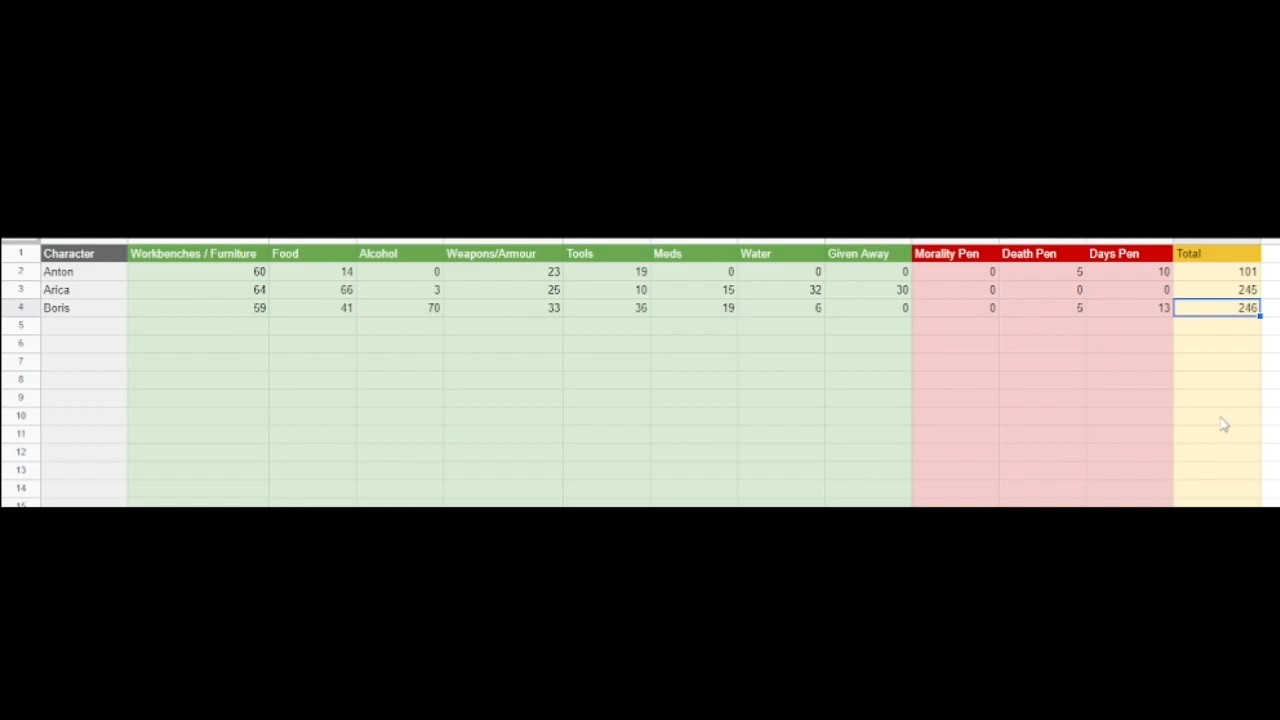 1 Character Workbenches / Furniture Food Alcohol Weapons/Armour Tools Meds Water Given Away Morality Pen Death Pen Days Pen Total
2 Anton 60 14 0 23 19 0 0 0 0 5 10 101
3 Arica 64 66 3 25 10 15 32 30 0 0 0 245
4 Boris 59 41 70 33 36 19 6 0 0 5 13 246
5
6
7
8
9
10
11
12
13
14
15